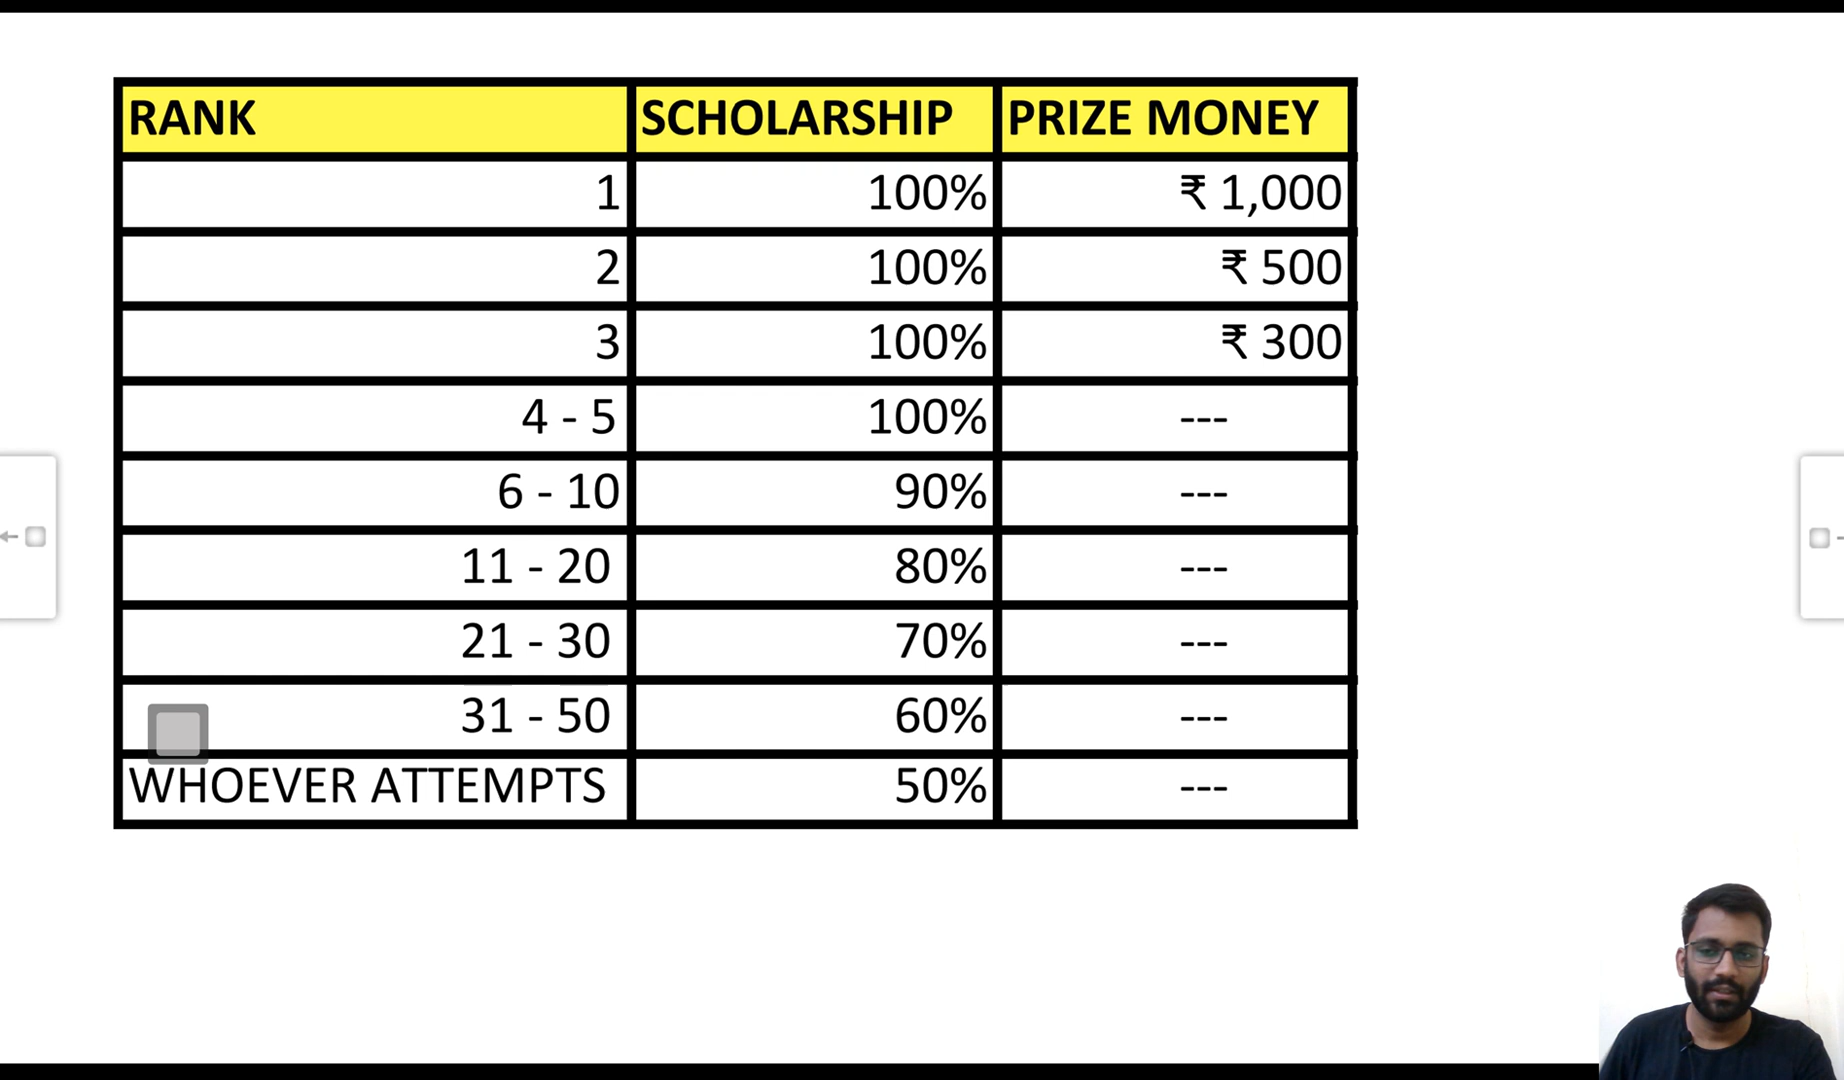 RANK SCHOLARSHIP PRIZE MONEY
1 100% ₹ 1,000
2 100% ₹ 500
3 100% ₹ 300
4 - 5 100% ---
6 - 10 90% ---
11 - 20 80% ---
21 - 30 70% ---
31 - 50 60% ---
WHOEVER ATTEMPTS 50% ---